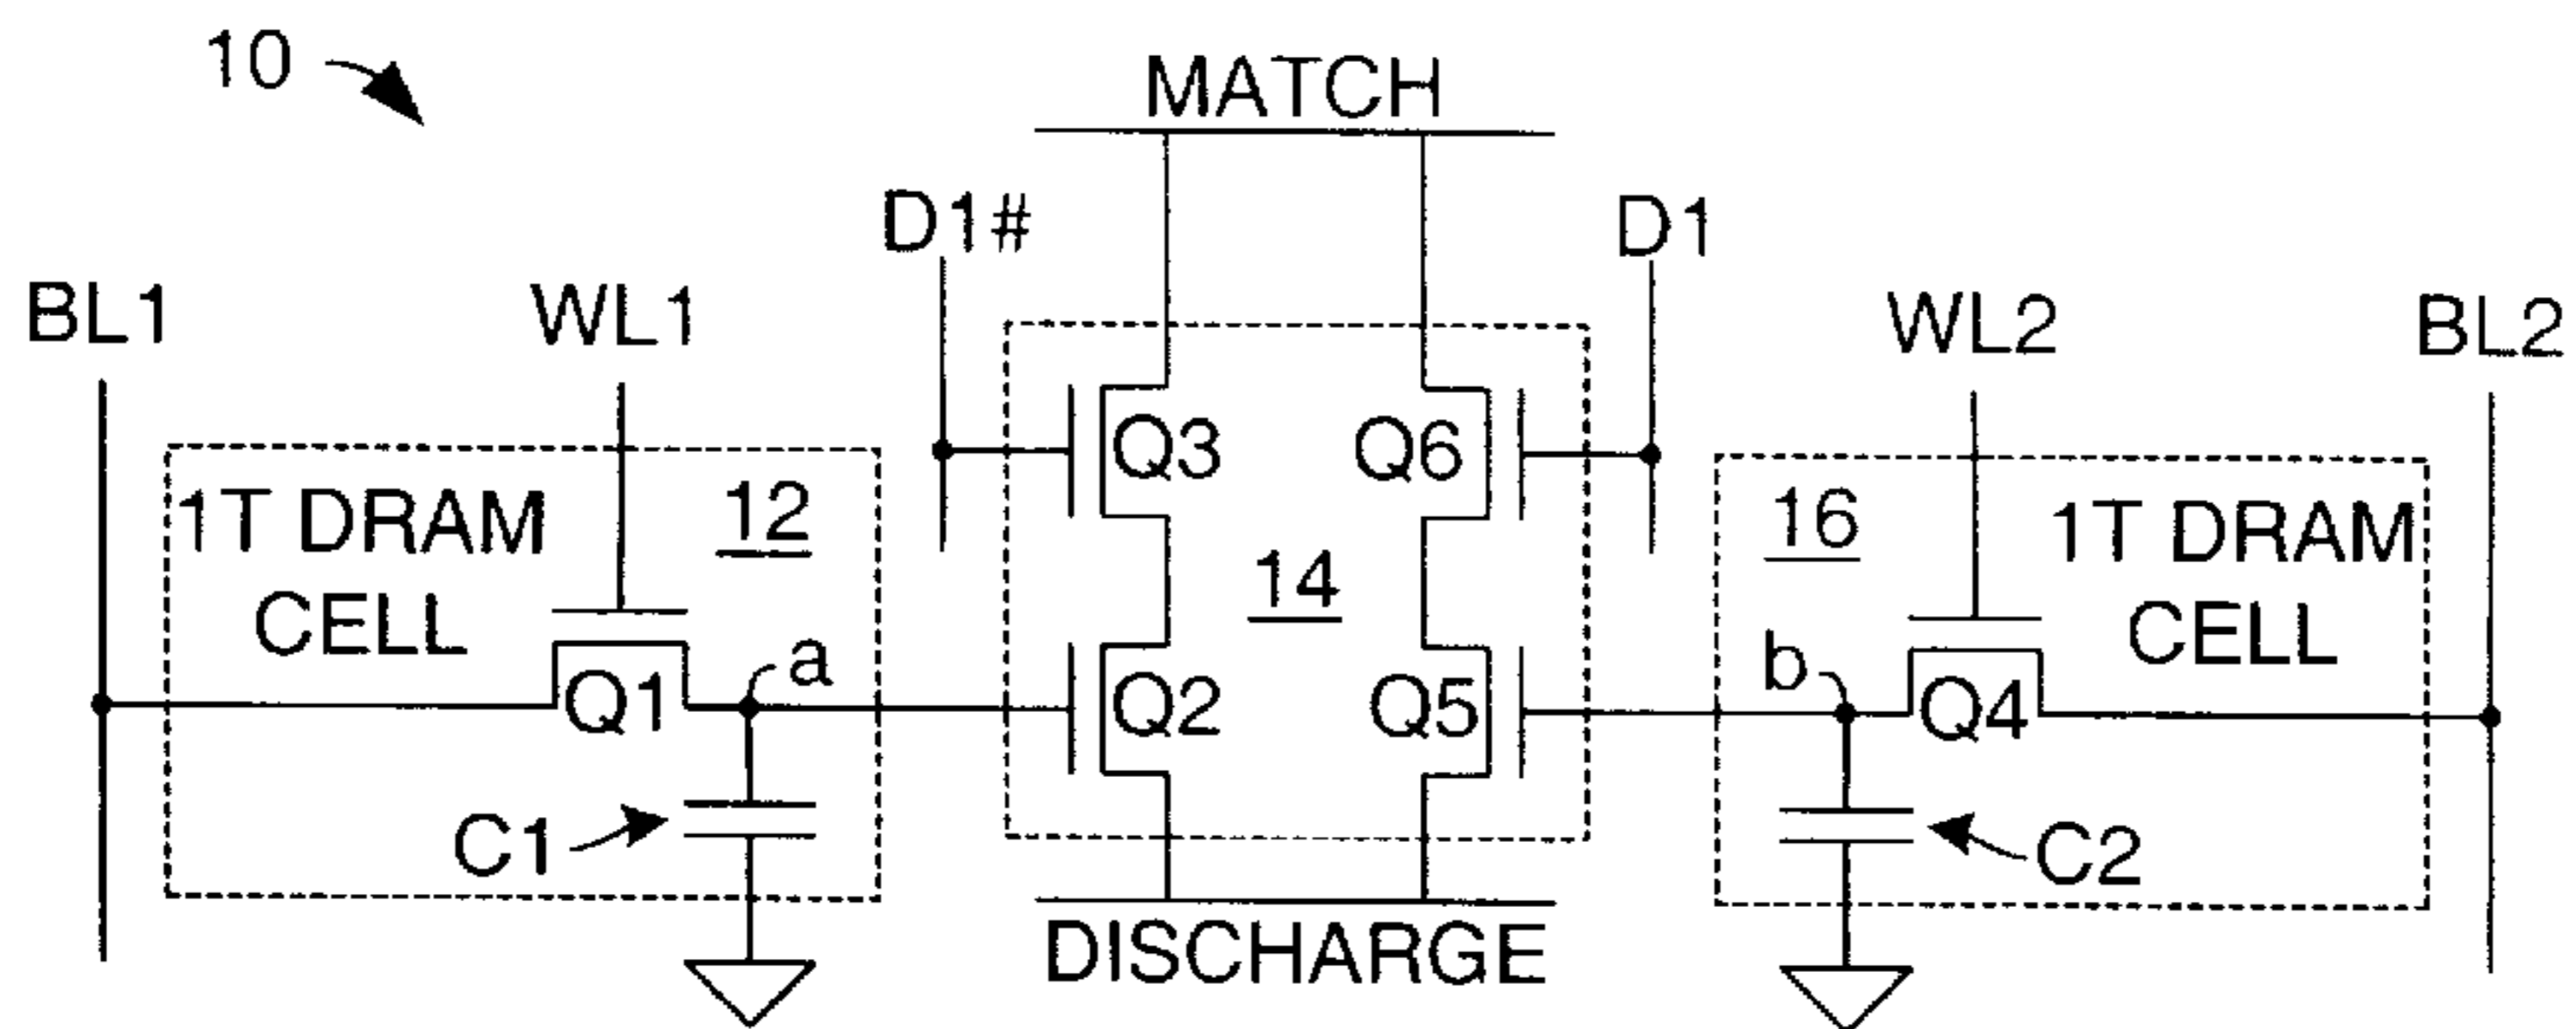 10
MATCH
D1#
D1
BL1
WL1
WL2
BL2
Q3
Q6
1T DRAM
CELL
12
16
1T DRAM
CELL
14
a
b
Q1
Q2
Q5
Q4
C1
C2
DISCHARGE